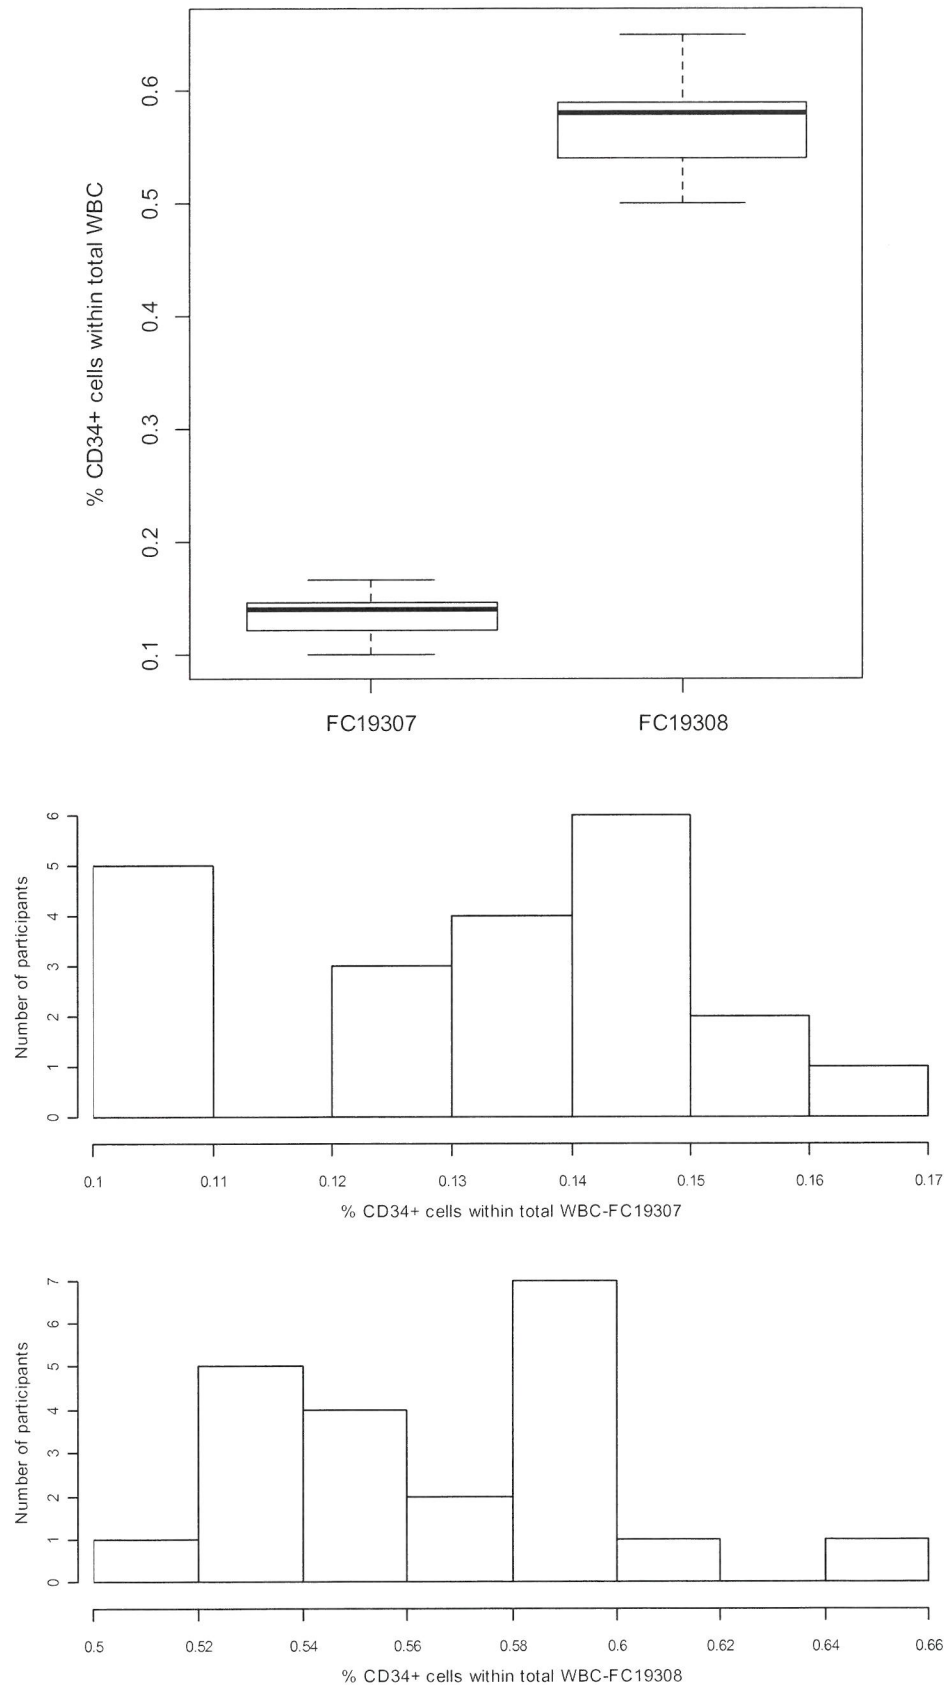 % CD34+ cells within total WBC
0.6
0.5
0.4
0.3
0.2
0.1
FC19307 FC19308
Number of participants
6
5
4
3
2
1
0
0.1 0.11 0.12 0.13 0.14 0.15 0.16 0.17
% CD34+ cells within total WBC-FC19307
Number of participants
7
6
5
4
3
2
1
0
0.5 0.52 0.54 0.56 0.58 0.6 0.62 0.64 0.66
% CD34+ cells within total WBC-FC19308